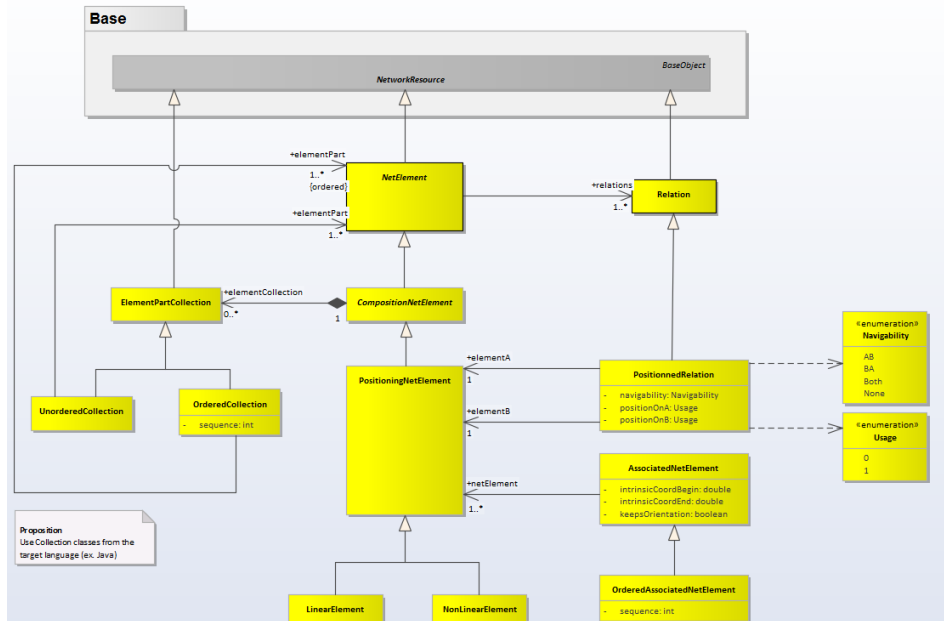 Base
BaseObject
NetworkResource
+elementPart
1..*
{ordered}
NetElement
+relations
1..*
Relation
+elementPart
1..*
ElementPartCollection
+elementCollection
0..*
1
CompositionNetElement
«enumeration»
Navigability
AB
BA
Both
None
PositioningNetElement
+elementA
1
+elementB
1
+netElement
1..*
PositionnedRelation
- navigability: Navigability
- positionOnA: Usage
- positionOnB: Usage
UnorderedCollection
OrderedCollection
- sequence: int
«enumeration»
Usage
0
1
AssociatedNetElement
- intrinsicCoordBegin: double
- intrinsicCoordEnd: double
- keepsOrientation: boolean
Proposition
Use Collection classes from the
target language (ex. Java)
LinearElement
NonLinearElement
OrderedAssociatedNetElement
- sequence: int